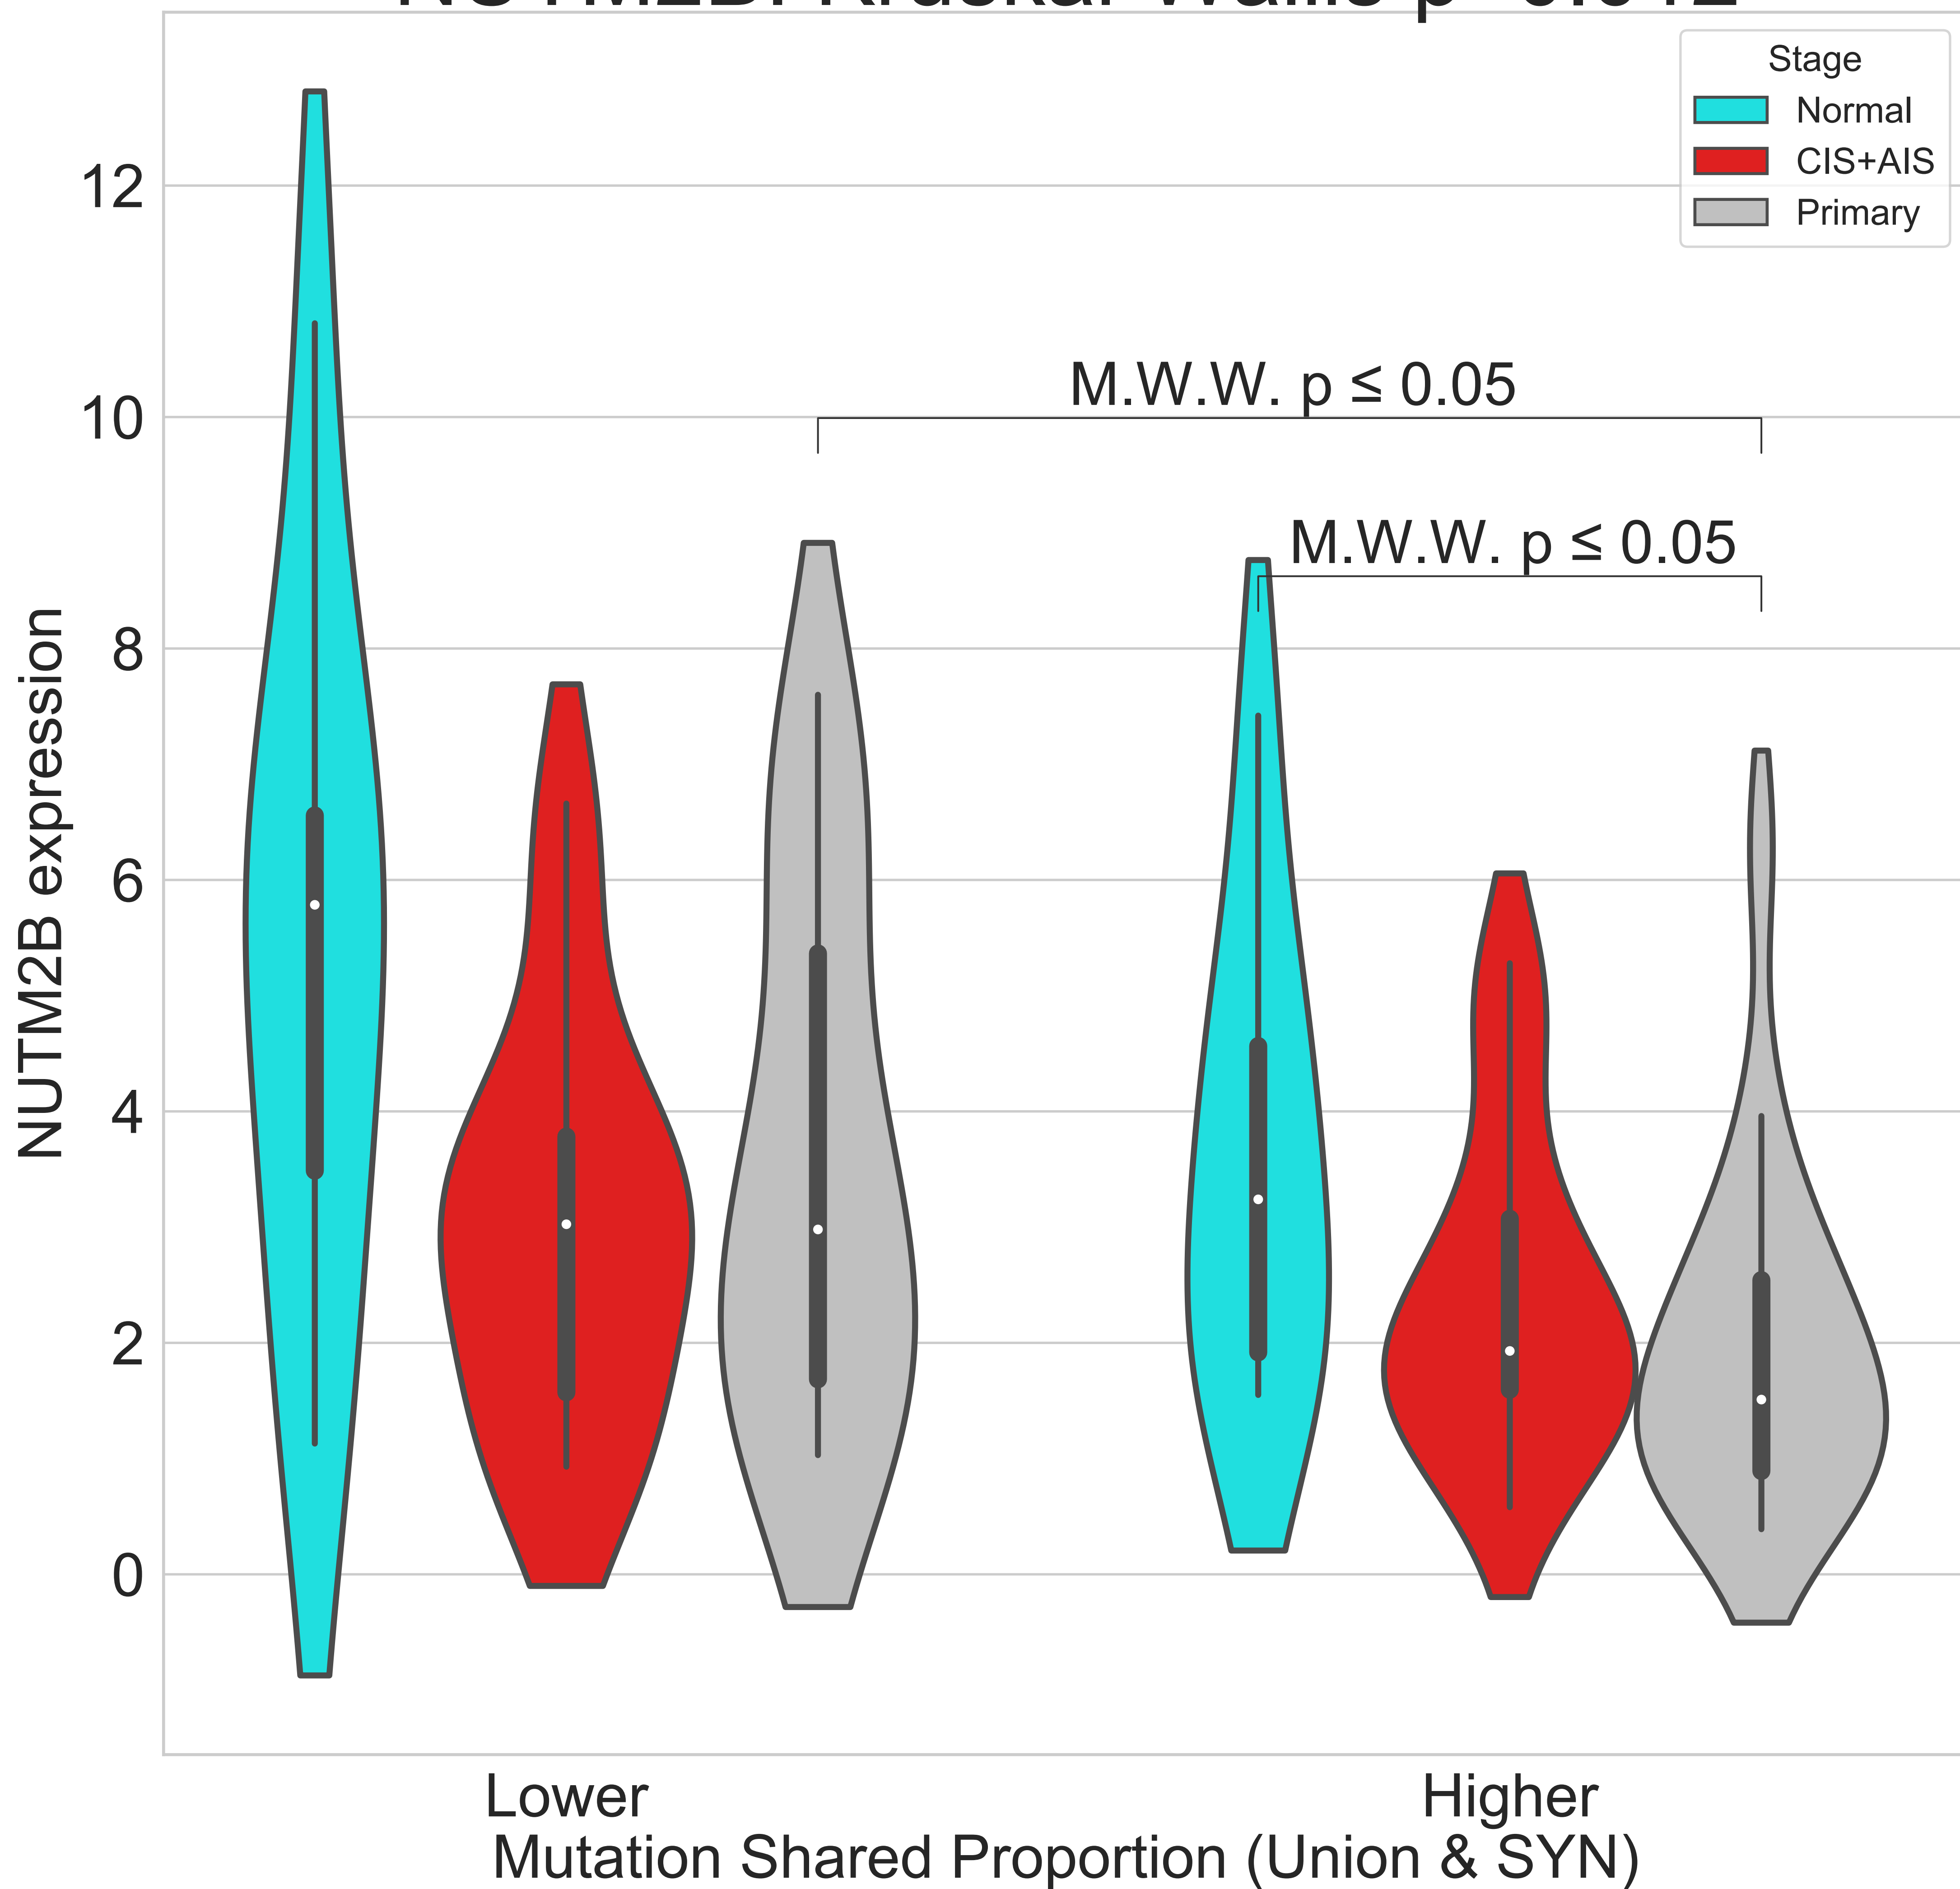 Stage
Normal
CIS+AIS
Primary
12
10
8
6
4
2
0
M.W.W. p ≤ 0.05
M.W.W. p ≤ 0.05
NUTM2B expression
Lower
Higher
Mutation Shared Proportion (Union & SYN)